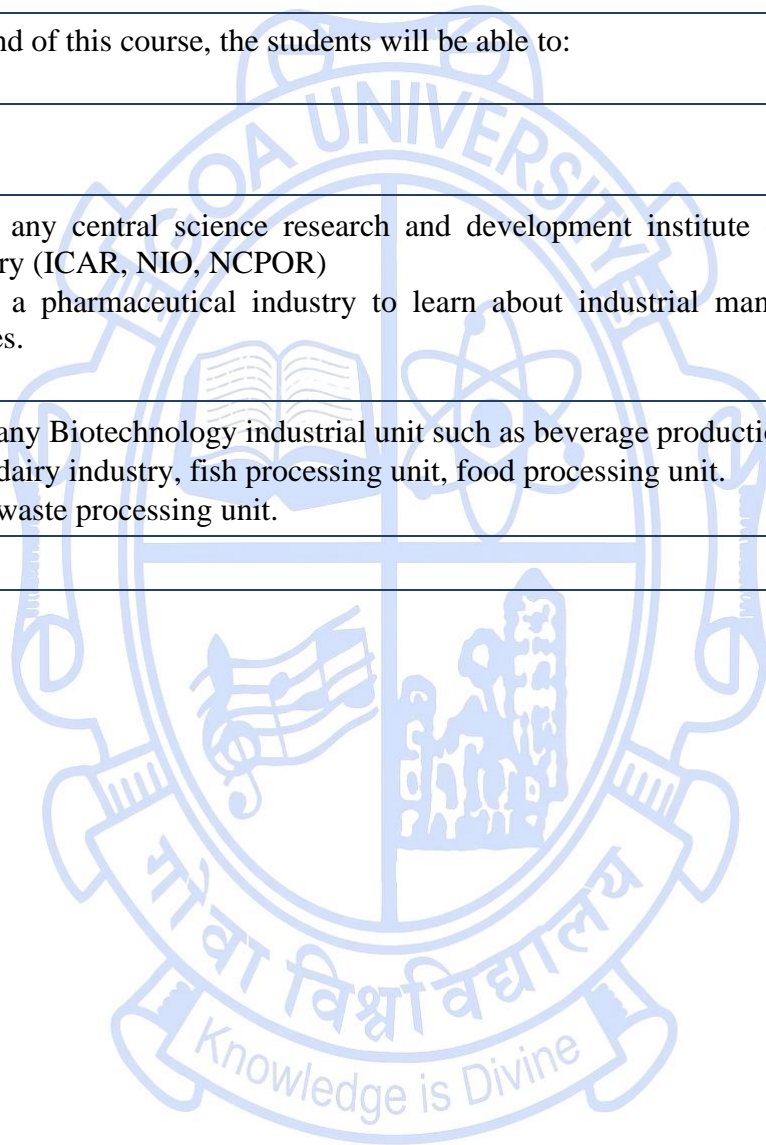 nd of this course, the students will be able to:
any central science research and development institute
ry (ICAR, NIO, NCPOR)
a pharmaceutical industry to learn about industrial man
es.
any Biotechnology industrial unit such as beverage producti
dairy industry, fish processing unit, food processing unit.
waste processing unit.
GOA UNIVERSITY
गोंवा विश्वविद्यालय
Knowledge is Divine